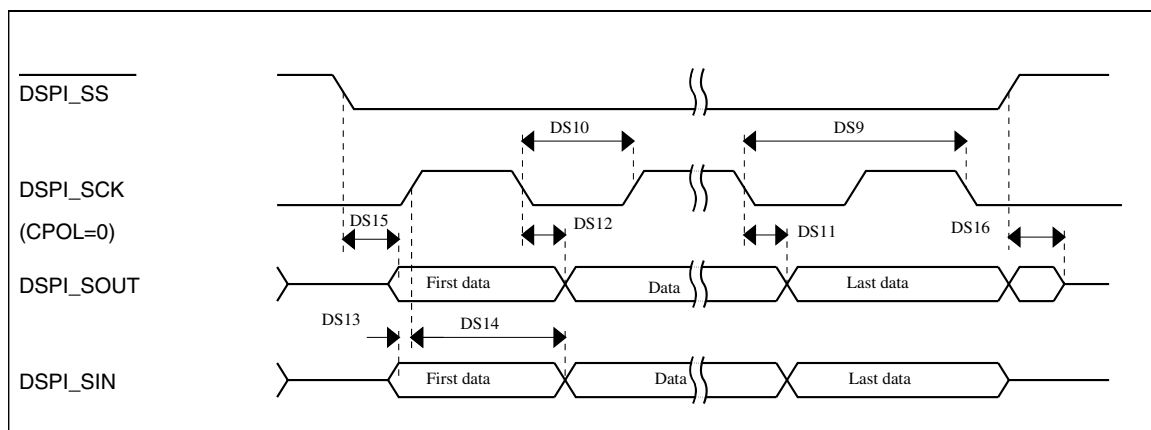 DSPI_SS
DS10
DS9
DSPI_SCK
(CPOL=0)
DS15
DS12
DS11
DS16
DSPI_SOUT
First data
Data
Last data
DS13
DS14
DSPI_SIN
First data
Data
Last data